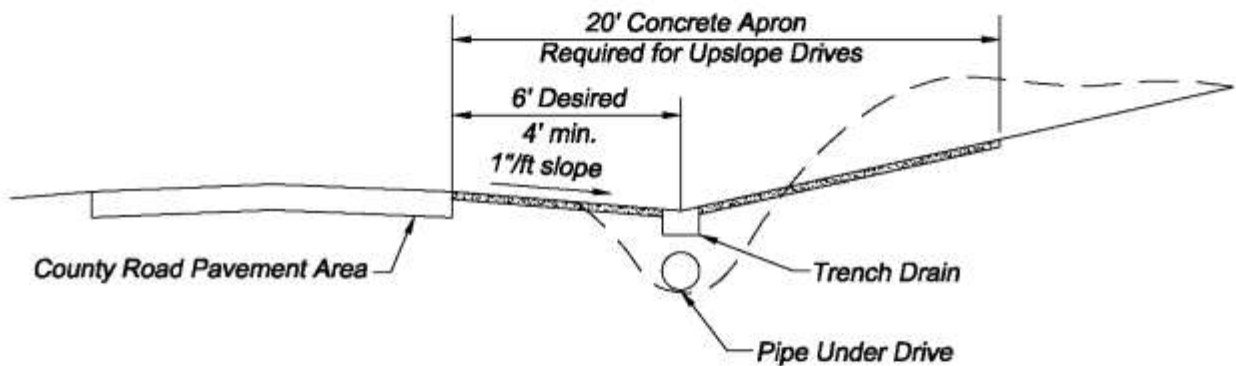 20' Concrete Apron
Required for Upslope Drives
6' Desired
4' min.
1"/ft slope
County Road Pavement Area
Trench Drain
Pipe Under Drive